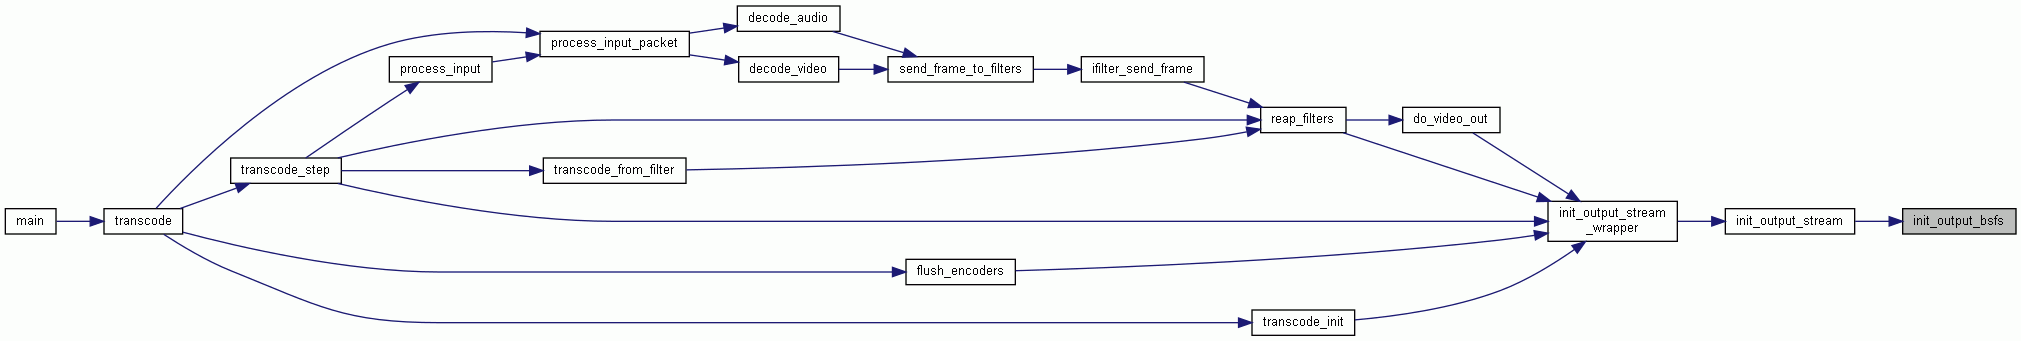 decode_audio
process_input_packet
process_input
decode_video
send_frame_to_filters
ifilter_send_frame
reap_filters
do_video_out
transcode_step
transcode_from_filter
main
transcode
init_output_stream
_wrapper
init_output_stream
init_output_bsfs
flush_encoders
transcode_init